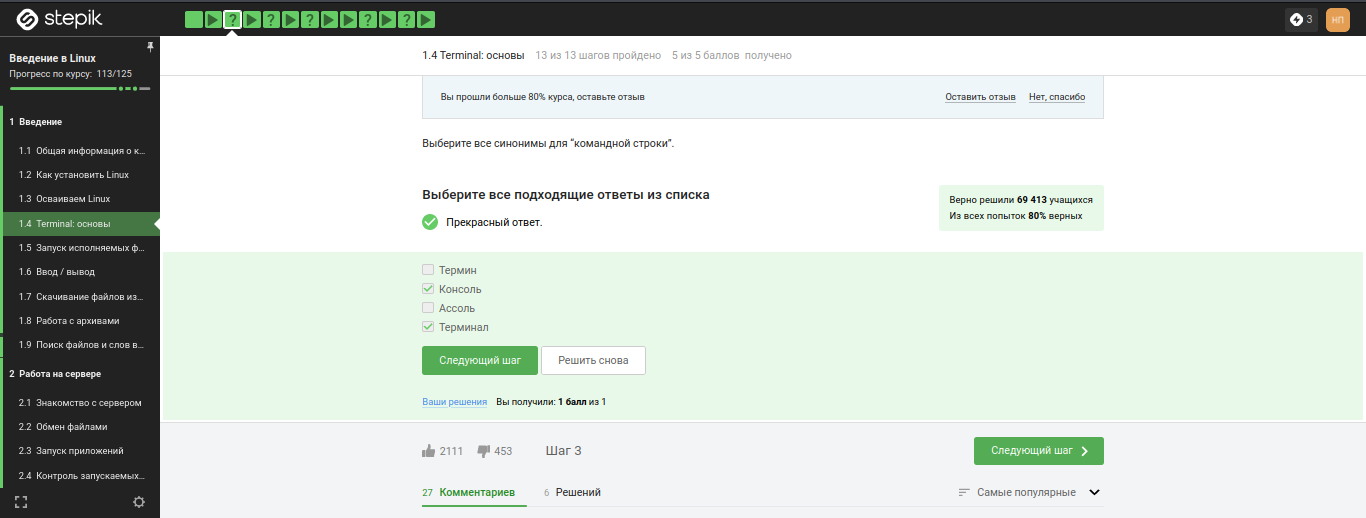 stepik
? ? ? ? ?
3
НП
Введение в Linux
Прогресс по курсу: 113/125
1 Введение
1.1 Общая информация о к...
1.2 Как установить Linux
1.3 Осваиваем Linux
1.4 Terminal: основы
1.5 Запуск исполняемых ф...
1.6 Ввод / вывод
1.7 Скачивание файлов из...
1.8 Работа с архивами
1.9 Поиск файлов и слов в...
2 Работа на сервере
2.1 Знакомство с сервером
2.2 Обмен файлами
2.3 Запуск приложений
2.4 Контроль запускаемых...
1.4 Terminal: основы 13 из 13 шагов пройдено 5 из 5 баллов получено
Вы прошли больше 80% курса, оставьте отзыв
Оставить отзыв Нет, спасибо
Выберите все синонимы для “командной строки”.
Выберите все подходящие ответы из списка
Прекрасный ответ.
Верно решили 69 413 учащихся
Из всех попыток 80% верных
Термин
Консоль
Ассоль
Терминал
Следующий шаг Решить снова
Ваши решения Вы получили: 1 балл из 1
2111 453 Шаг 3
Следующий шаг
27 Комментариев 6 Решений
Самые популярные